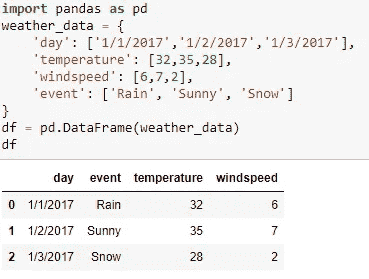 import pandas as pd
weather_data = {
    'day': ['1/1/2017','1/2/2017','1/3/2017'],
    'temperature': [32,35,28],
    'windspeed': [6,7,2],
    'event': ['Rain', 'Sunny', 'Snow']
}
df = pd.DataFrame(weather_data)
df
day event temperature windspeed
0 1/1/2017 Rain 32 6
1 1/2/2017 Sunny 35 7
2 1/3/2017 Snow 28 2